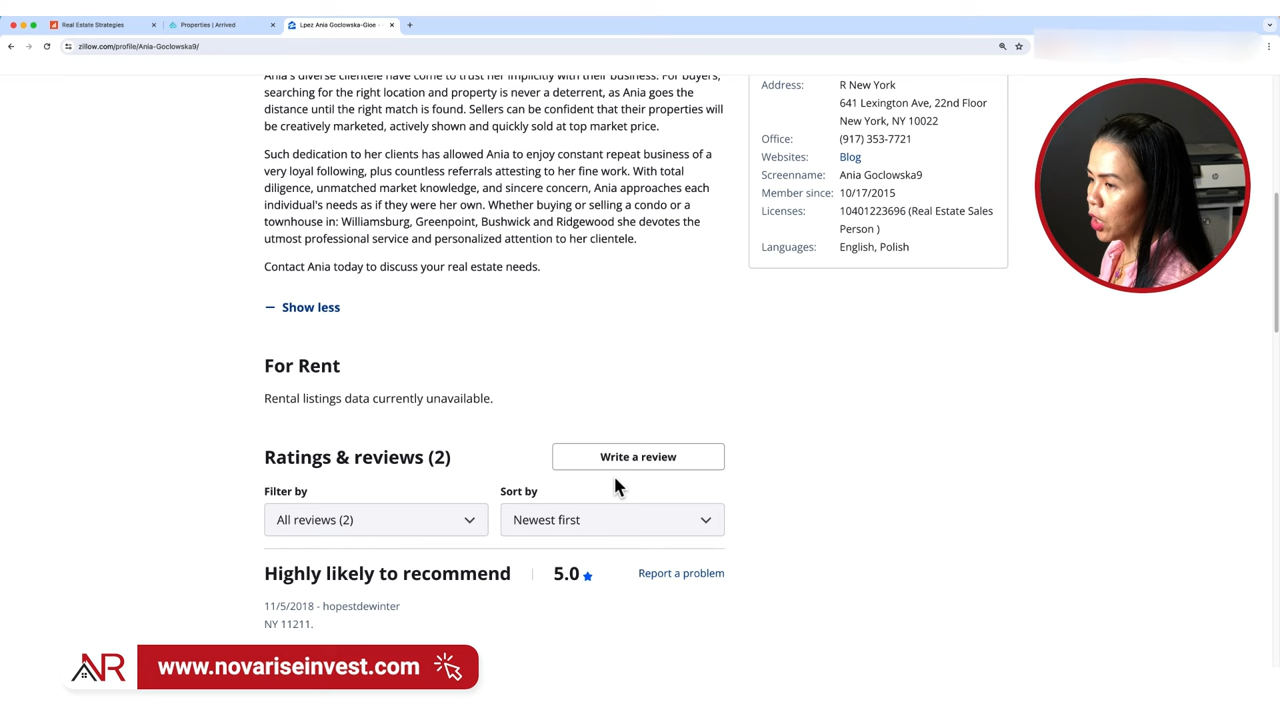 Real Estate Strategies
Properties | Arrived
Lpez Ania Goclowska-Gioe -
zillow.com/profile/Ania-Goclowska9/
Ania's diverse clientele have come to trust her implicitly with their business. For buyers,
searching for the right location and property is never a deterrent, as Ania goes the
distance until the right match is found. Sellers can be confident that their properties will
be creatively marketed, actively shown and quickly sold at top market price.
Such dedication to her clients has allowed Ania to enjoy constant repeat business of a
very loyal following, plus countless referrals attesting to her fine work. With total
diligence, unmatched market knowledge, and sincere concern, Ania approaches each
individual's needs as if they were her own. Whether buying or selling a condo or a
townhouse in: Williamsburg, Greenpoint, Bushwick and Ridgewood she devotes the
utmost professional service and personalized attention to her clientele.
Contact Ania today to discuss your real estate needs.
Show less
Address: R New York
641 Lexington Ave, 22nd Floor
New York, NY 10022
Office: (917) 353-7721
Websites: Blog
Screenname: Ania Goclowska9
Member since: 10/17/2015
Licenses: 10401223696 (Real Estate Sales
Person )
Languages: English, Polish
For Rent
Rental listings data currently unavailable.
Ratings & reviews (2)
Write a review
Filter by
Sort by
All reviews (2)
Newest first
Highly likely to recommend
5.0
Report a problem
11/5/2018 - hopestdewinter
NY 11211.
NR
www.novariseinvest.com